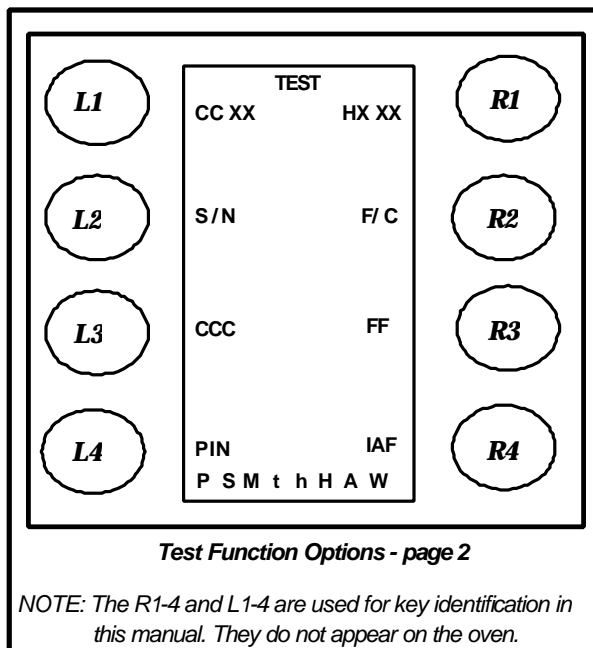 TEST
L1 CC XX HX XX R1
L2 S/N F/C R2
L3 CCC FF R3
L4 PIN IAF R4
P S M t h H A W
Test Function Options - page 2
NOTE: The R1-4 and L1-4 are used for key identification in
this manual. They do not appear on the oven.